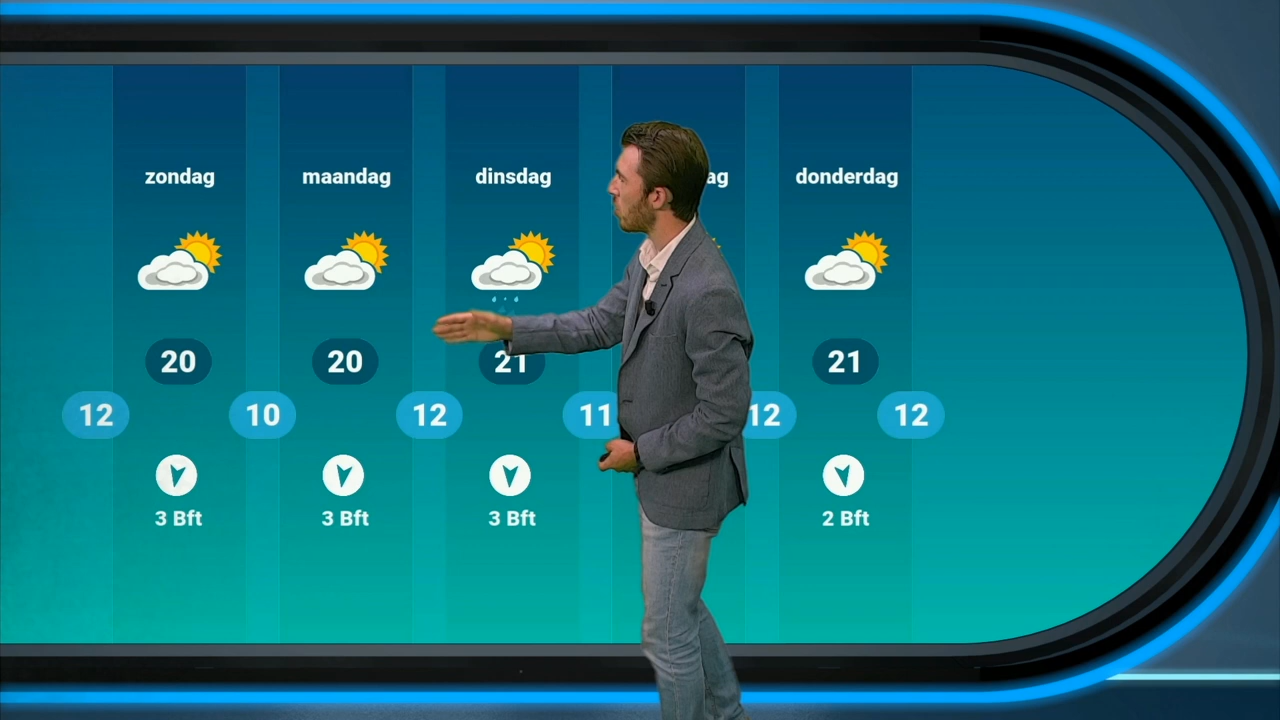 zondag maandag dinsdag ag donderdag
20 20 21 21
12 10 12 11 12 12
3 Bft 3 Bft 3 Bft 2 Bft